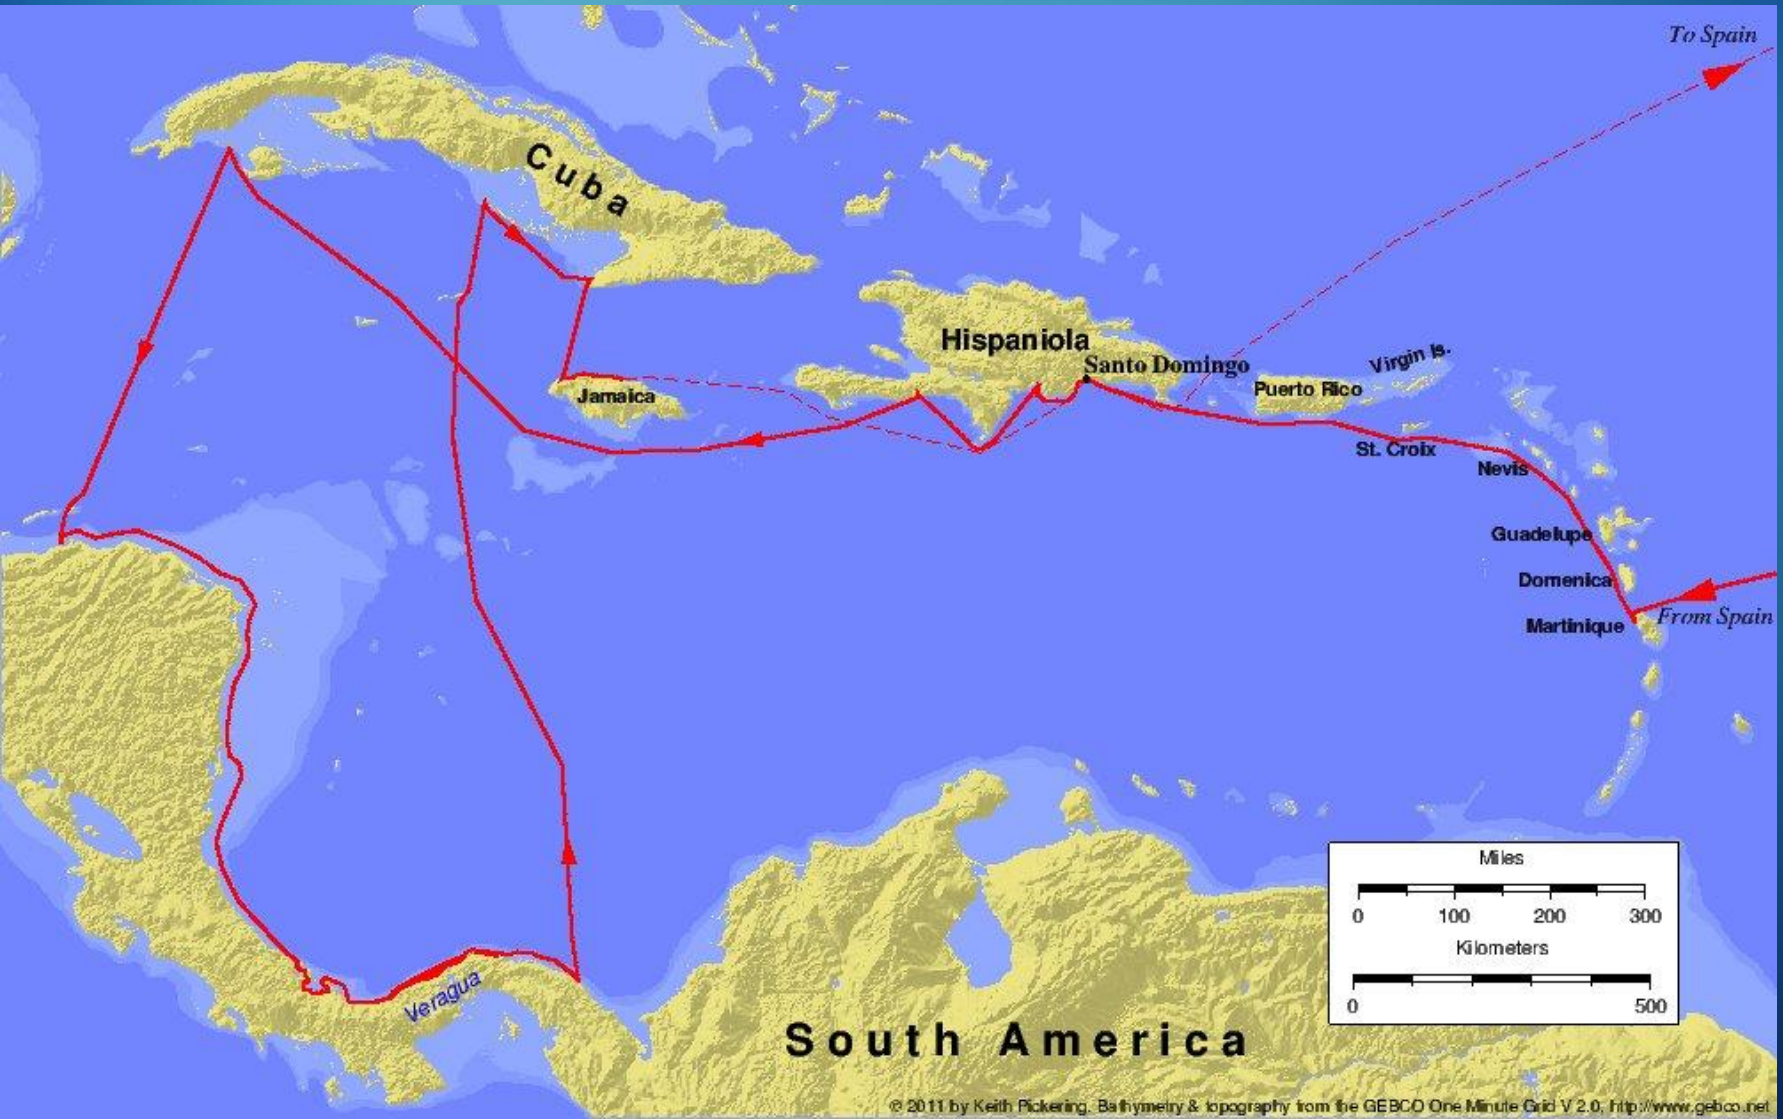 To Spain
Cuba
Hispaniola
Santo Domingo
Virgin Is.
Puerto Rico
Jamaica
St. Croix
Nevis
Guadelupe
Domenica
From Spain
Martinique
Veragua
South America
Miles
0 100 200 300
Kilometers
0 500
© 2011 by Keith Pickering. Bathymetry & topography from the GEBCO One Minute Grid V 2.0, http://www.gebco.net